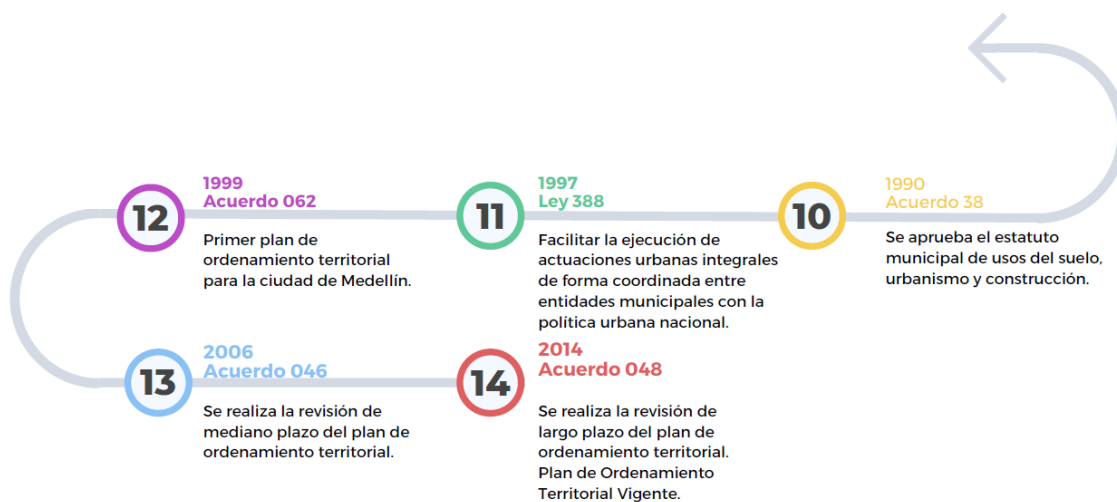 10
1990
Acuerdo 38
Se aprueba el estatuto
municipal de usos del suelo,
urbanismo y construcción.
11
1997
Ley 388
Facilitar la ejecución de
actuaciones urbanas integrales
de forma coordinada entre
entidades municipales con la
política urbana nacional.
12
1999
Acuerdo 062
Primer plan de
ordenamiento territorial
para la ciudad de Medellín.
13
2006
Acuerdo 046
Se realiza la revisión de
mediano plazo del plan de
ordenamiento territorial.
14
2014
Acuerdo 048
Se realiza la revisión de
largo plazo del plan de
ordenamiento territorial.
Plan de Ordenamiento
Territorial Vigente.